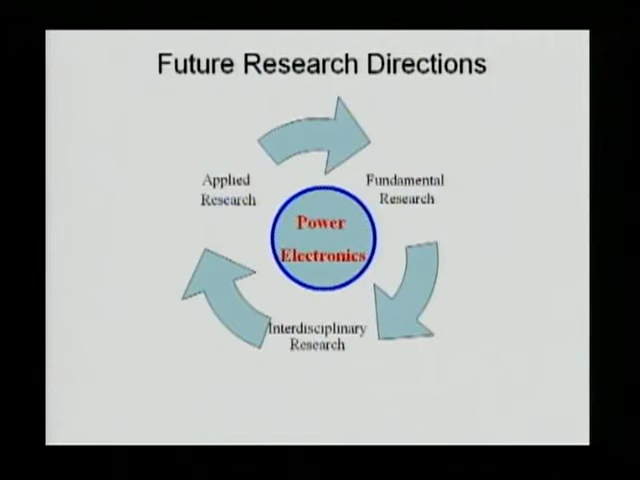 Future Research Directions
Applied
Research
Fundamental
Research
Power
Electronics
Interdisciplinary
Research